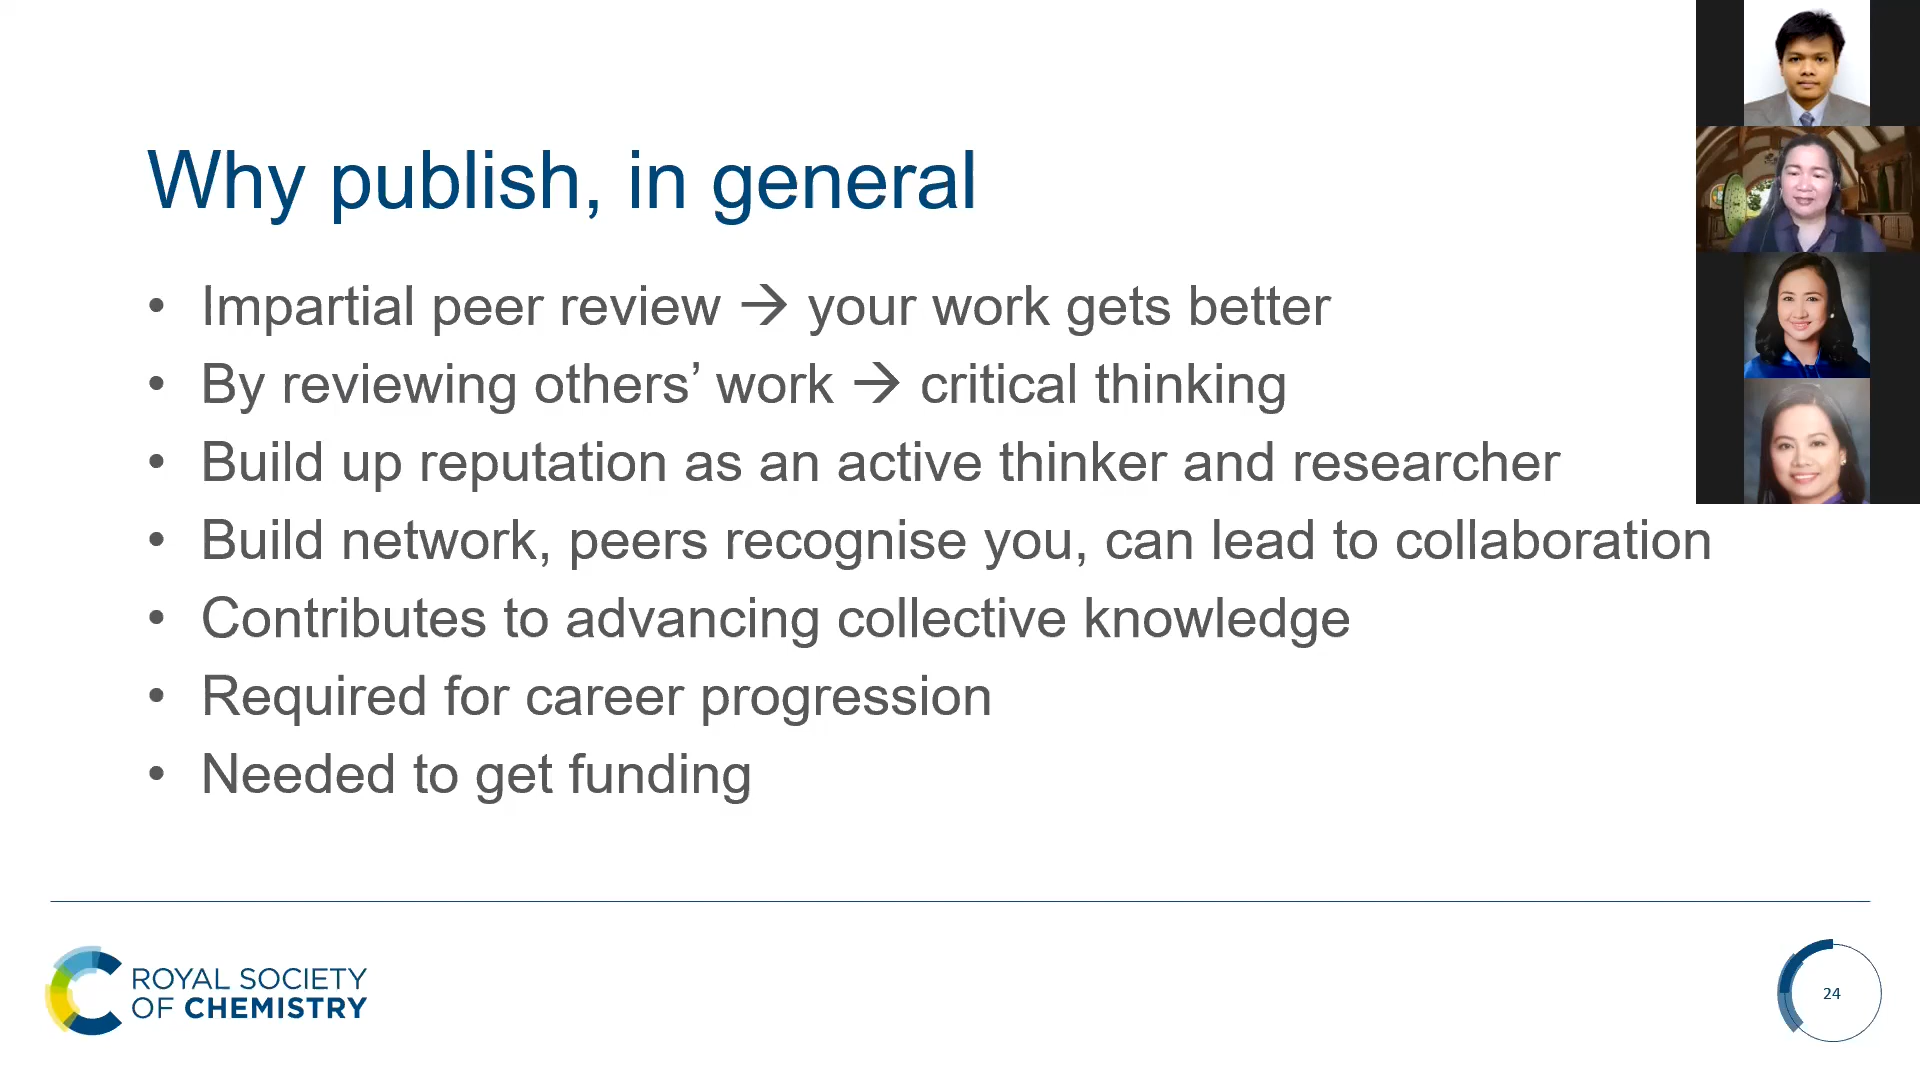 Why publish, in general
• Impartial peer review → your work gets better
• By reviewing others’ work → critical thinking
• Build up reputation as an active thinker and researcher
• Build network, peers recognise you, can lead to collaboration
• Contributes to advancing collective knowledge
• Required for career progression
• Needed to get funding
ROYAL SOCIETY
OF CHEMISTRY
24